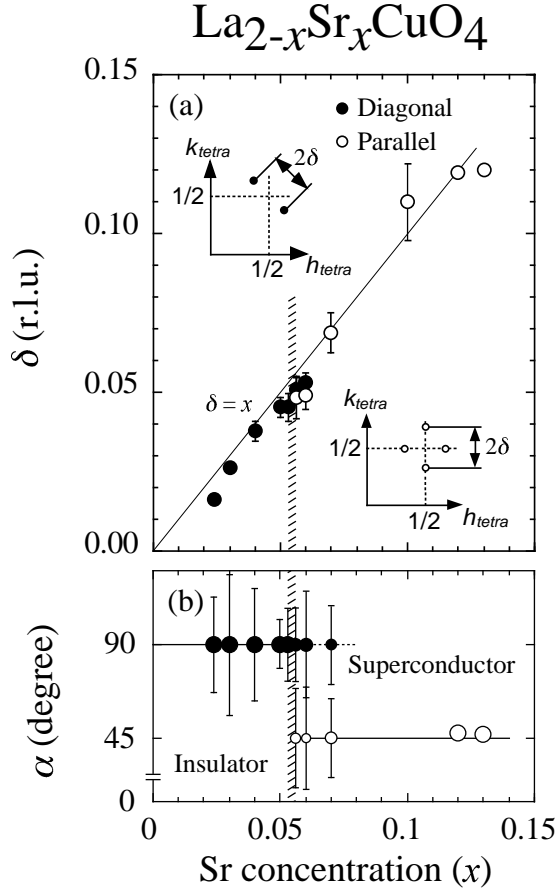 La2-xSrxCuO4
0.15
(a)
Diagonal
Parallel
ktetra
2δ
1/2
1/2
htetra
0.10
δ (r.l.u.)
0.05
δ = x
ktetra
1/2
2δ
1/2
htetra
0.00
(b)
90
Superconductor
α (degree)
45
Insulator
0
0 0.05 0.1 0.15
Sr concentration (x)